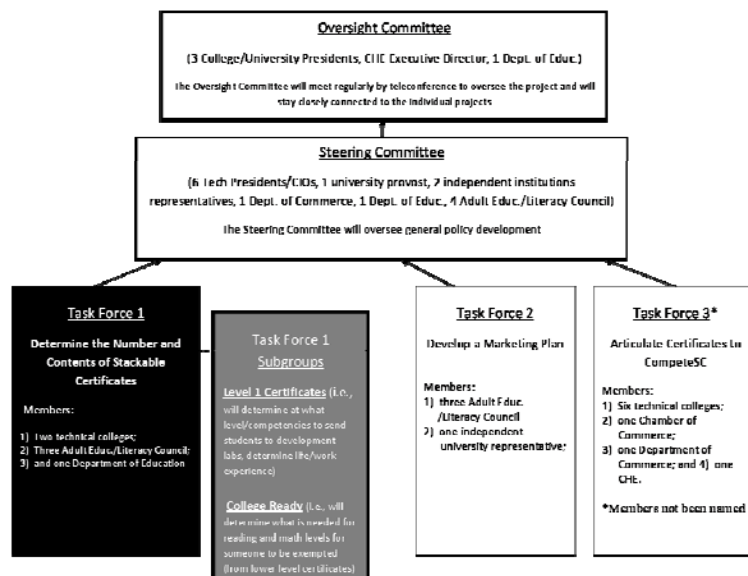 Oversight Committee
(3 College/University Presidents, CHE Executive Director, 1 Dept. of Educ.)
The Oversight Committee will meet regularly by teleconference to oversee the project and will
stay closely connected to the individual projects
Steering Committee
(6 Tech Presidents/CIOs, 1 university provost, 2 independent institutions
representatives, 1 Dept. of Commerce, 1 Dept. of Educ., 4 Adult Educ./Literacy Council)
The Steering Committee will oversee general policy development
Task Force 1
Determine the Number and
Contents of Stackable
Certificates
Members:
1) Two technical colleges;
2) Three Adult Educ./Literacy Council;
3) and one Department of Education
Task Force 1
Subgroups
Level 1 Certificates (i.e.,
will determine at what
level/competencies to send
students to development
labs, determine life/work
experience)
College Ready (i.e., will
determine what is needed for
reading and math levels for
someone to be exempted
(from lower level certificates)
Task Force 2
Develop a Marketing Plan
Members:
1) three Adult Educ.
/Literacy Council
2) one independent
university representative;
Task Force 3*
Articulate Certificates to
CompeteSC
Members:
1) Six technical colleges;
2) one Chamber of
Commerce;
3) one Department of
Commerce; and 4) one
CHE.
*Members not been named